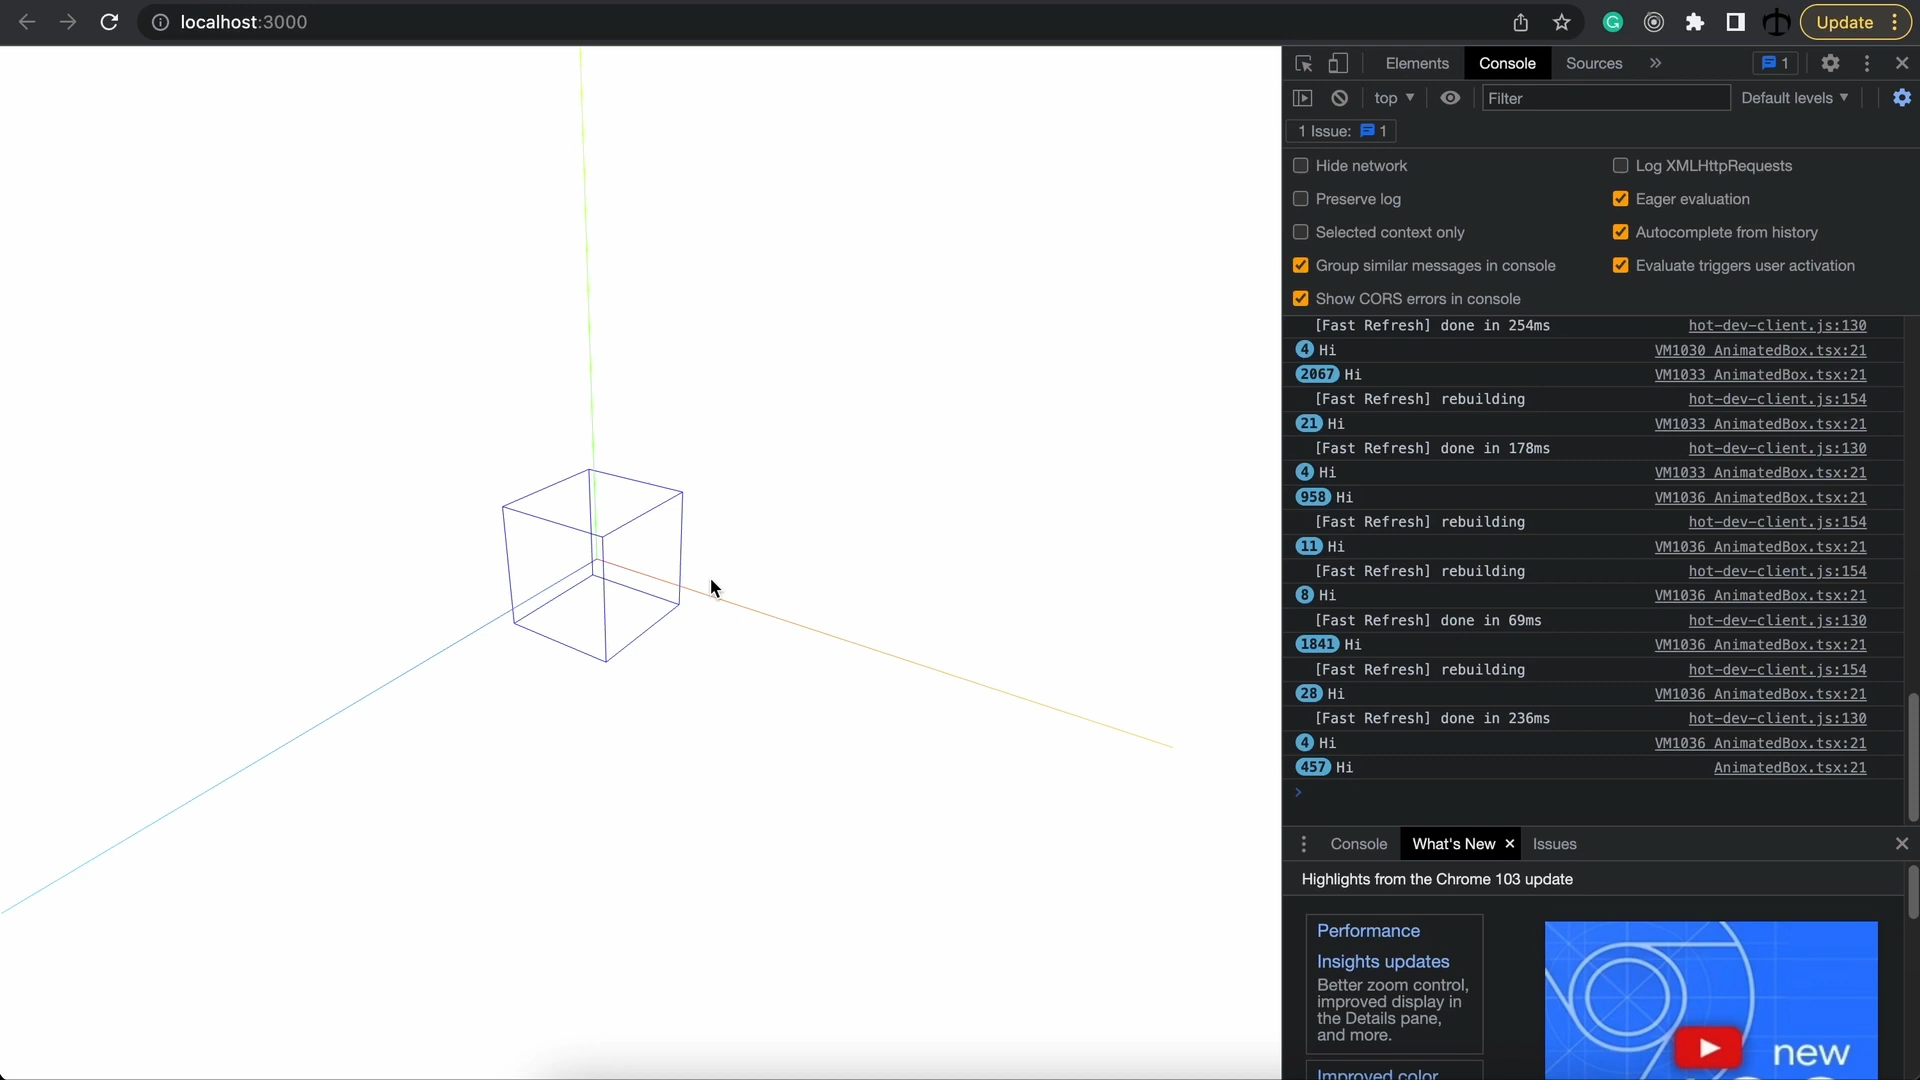 localhost:3000
Update
Elements
Console
Sources
1
top
Filter
Default levels
1 Issue: 1
Hide network
Log XMLHttpRequests
Preserve log
Eager evaluation
Selected context only
Autocomplete from history
Group similar messages in console
Evaluate triggers user activation
Show CORS errors in console
[Fast Refresh] done in 254ms hot-dev-client.js:130
4 Hi VM1030 AnimatedBox.tsx:21
2067 Hi VM1033 AnimatedBox.tsx:21
[Fast Refresh] rebuilding hot-dev-client.js:154
21 Hi VM1033 AnimatedBox.tsx:21
[Fast Refresh] done in 178ms hot-dev-client.js:130
4 Hi VM1033 AnimatedBox.tsx:21
958 Hi VM1036 AnimatedBox.tsx:21
[Fast Refresh] rebuilding hot-dev-client.js:154
11 Hi VM1036 AnimatedBox.tsx:21
[Fast Refresh] rebuilding hot-dev-client.js:154
8 Hi VM1036 AnimatedBox.tsx:21
[Fast Refresh] done in 69ms hot-dev-client.js:130
1841 Hi VM1036 AnimatedBox.tsx:21
[Fast Refresh] rebuilding hot-dev-client.js:154
28 Hi VM1036 AnimatedBox.tsx:21
[Fast Refresh] done in 236ms hot-dev-client.js:130
4 Hi VM1036 AnimatedBox.tsx:21
457 Hi AnimatedBox.tsx:21
Console
What's New
Issues
Highlights from the Chrome 103 update
Performance
Insights updates
Better zoom control,
improved display in
the Details pane,
and more.
Improved color
new